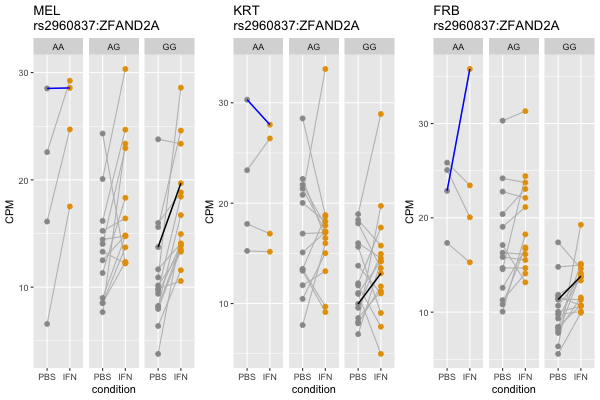 MEL
rs2960837:ZFAND2A
AA AG GG
30
20
10
CPM
PBS IFN PBS IFN PBS IFN
condition
KRT
rs2960837:ZFAND2A
AA AG GG
30
20
10
CPM
PBS IFN PBS IFN PBS IFN
condition
FRB
rs2960837:ZFAND2A
AA AG GG
30
20
10
CPM
PBS IFN PBS IFN PBS IFN
condition